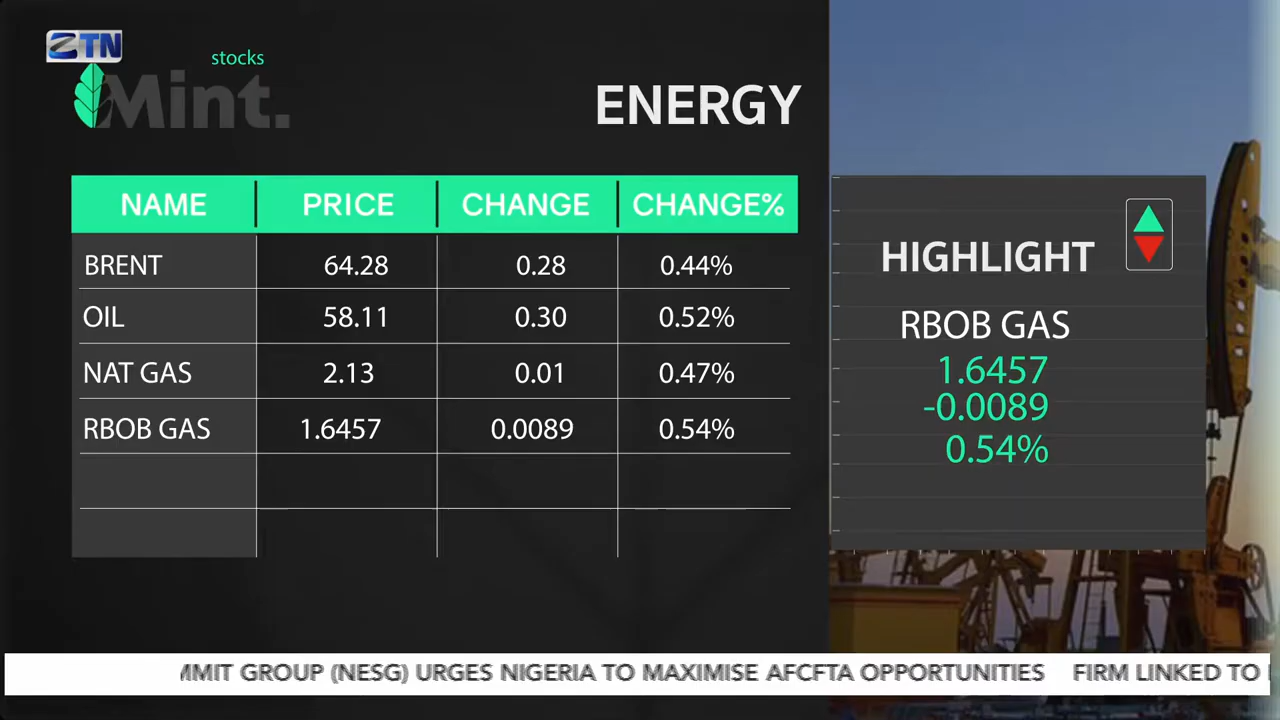 ZTN
stocks
Mint.
ENERGY
NAME PRICE CHANGE CHANGE%
BRENT 64.28 0.28 0.44%
OIL 58.11 0.30 0.52%
NAT GAS 2.13 0.01 0.47%
RBOB GAS 1.6457 0.0089 0.54%
HIGHLIGHT
RBOB GAS
1.6457
-0.0089
0.54%
GROUP (NESG) URGES NIGERIA TO MAXIMISE AFCFTA OPPORTUNITIES FIRM LINKED TO